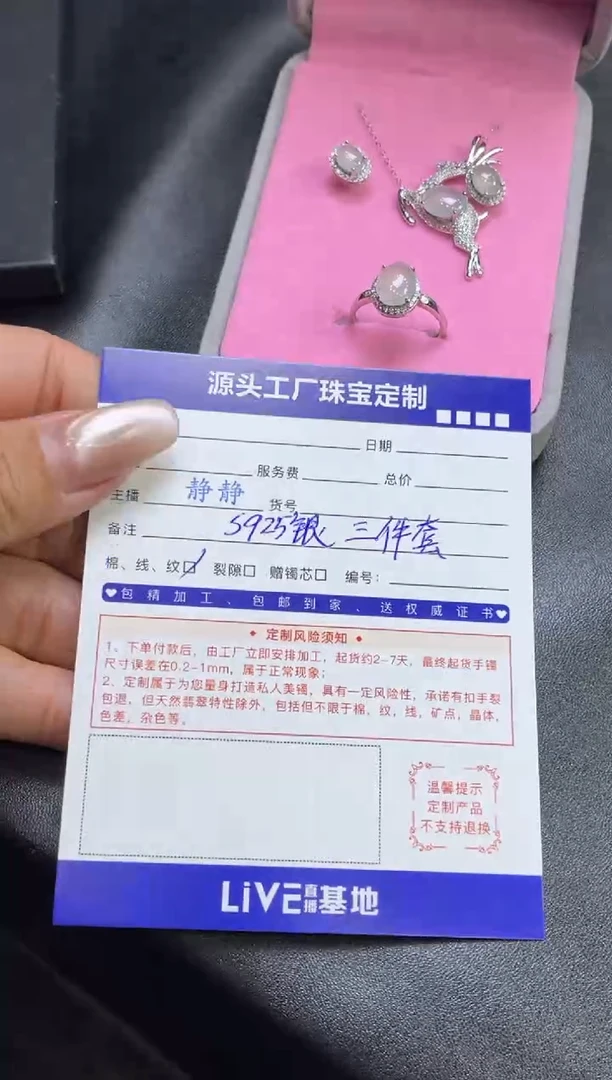 源头工厂珠宝定制
日期
服务费 总价
主播 静静 货号
备注 S925银 三件套
棉、线、纹☑ 裂隙□ 赠镯芯□ 编号：
♥包精加工、包邮到家、送权威证书♥
定制风险须知
1、下单付款后，由工厂立即安排加工，起货约2-7天，最终起货手镯
尺寸误差在0.2-1mm，属于正常现象；
2、定制属于为您量身打造私人美镯，具有一定风险性，承诺有扣手裂
包退，但天然翡翠特性除外，包括但不限于棉，纹，线，矿点，晶体，
色差，杂色等。
温馨提示
定制产品
不支持退换
LiVE直播基地